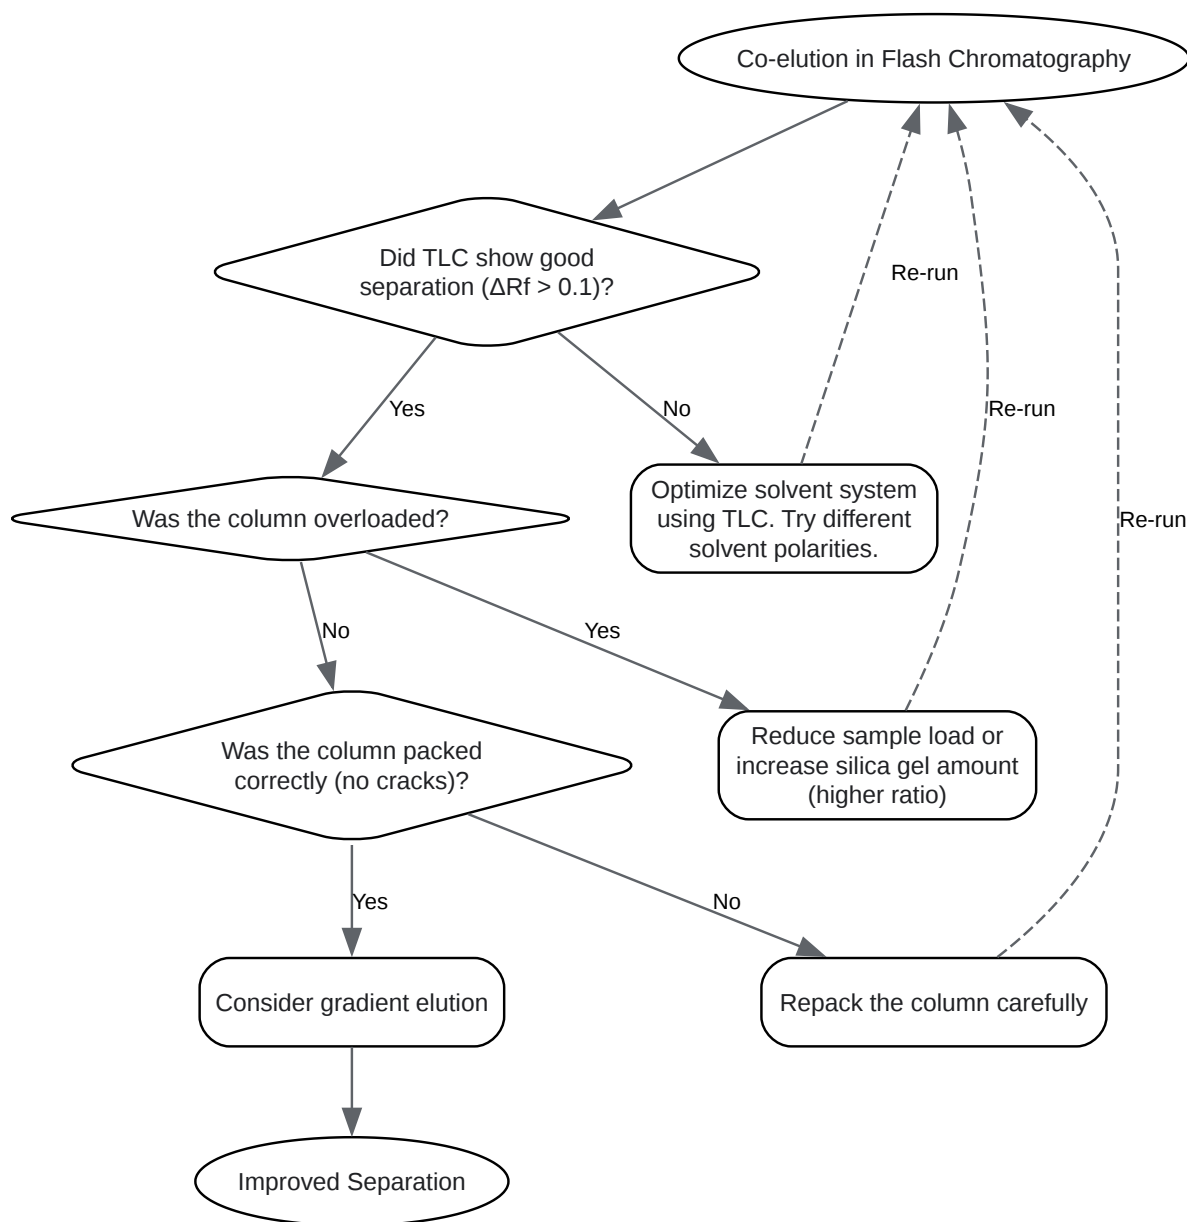 Co-elution in Flash Chromatography
Did TLC show good
separation (ΔRf > 0.1)?
Re-run
Yes
No
Re-run
Optimize solvent system
using TLC. Try different
solvent polarities.
Was the column overloaded?
Re-run
No
Yes
Was the column packed
correctly (no cracks)?
Reduce sample load or
increase silica gel amount
(higher ratio)
Yes
No
Consider gradient elution
Repack the column carefully
Improved Separation